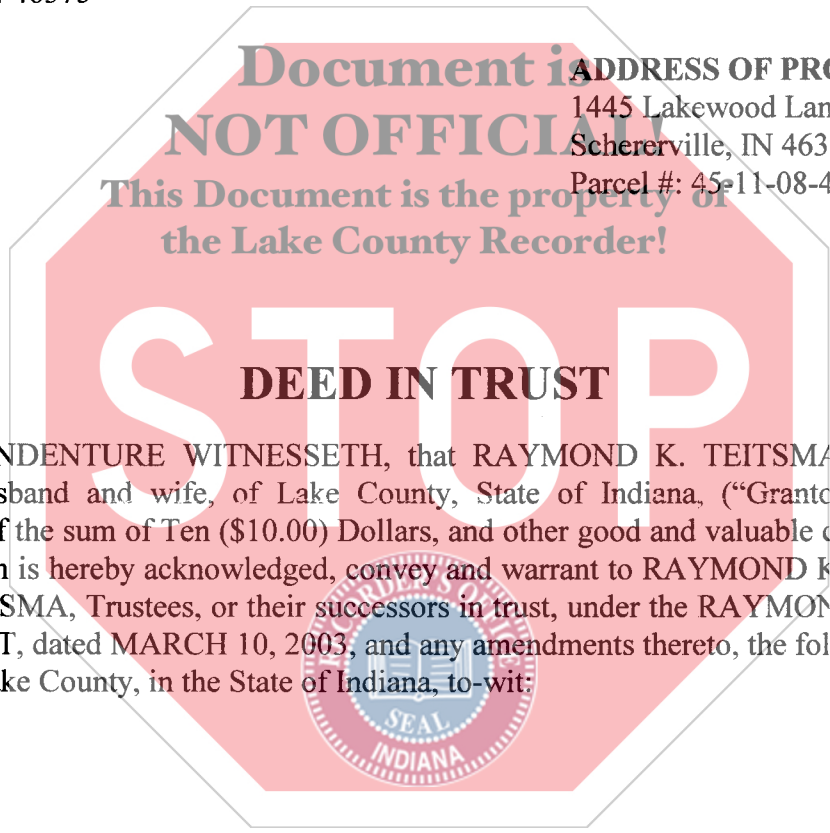 Document is
NOT OFFICIAL!
This Document is the property of
the Lake County Recorder!
ADDRESS OF PRO
1445 Lakewood Lan
Schererville, IN 463
Parcel #: 45-11-08-4
STOP
DEED IN TRUST
NDENTURE WITNESSETH, that RAYMOND K. TEITSMA
sband and wife, of Lake County, State of Indiana, (“Granto
f the sum of Ten ($10.00) Dollars, and other good and valuable c
n is hereby acknowledged, convey and warrant to RAYMOND K
SMA, Trustees, or their successors in trust, under the RAYMON
T, dated MARCH 10, 2003, and any amendments thereto, the fol
ke County, in the State of Indiana, to-wit:
RECORDER'S OFFICE
SEAL
INDIANA